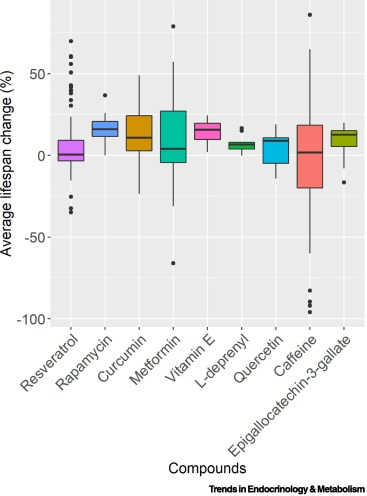 Average lifespan change (%)
50
0
-50
-100
Resveratrol
Rapamycin
Curcumin
Metformin
Vitamin E
L-deprenyl
Quercetin
Caffeine
Epigallocatechin-3-gallate
Compounds
Trends in Endocrinology & Metabolism